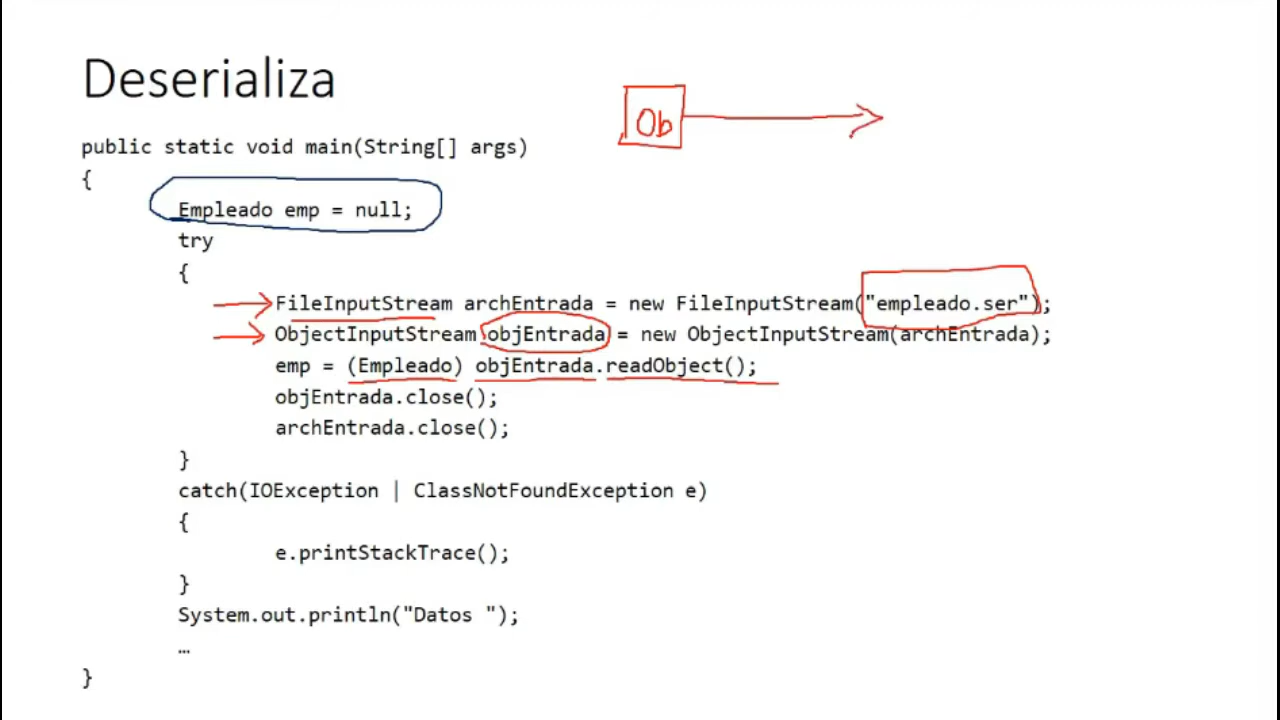 Deserializa
Ob
public static void main(String[] args)
{
Empleado emp = null;
try
{
FileInputStream archEntrada = new FileInputStream("empleado.ser");
ObjectInputStream objEntrada = new ObjectInputStream(archEntrada);
emp = (Empleado) objEntrada.readObject();
objEntrada.close();
archEntrada.close();
}
catch(IOException | ClassNotFoundException e)
{
e.printStackTrace();
}
System.out.println("Datos ");
…
}